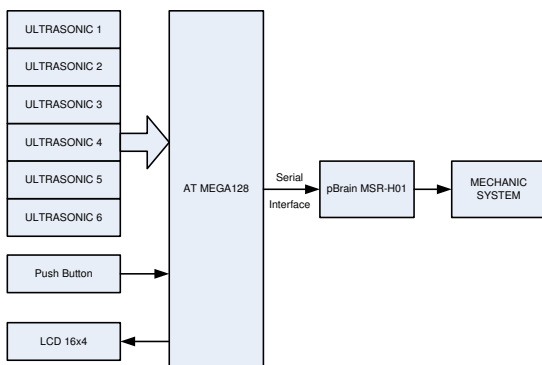 ULTRASONIC 1
ULTRASONIC 2
ULTRASONIC 3
ULTRASONIC 4
ULTRASONIC 5
ULTRASONIC 6
Push Button
LCD 16x4
AT MEGA128
Serial
Interface
pBrain MSR-H01
MECHANIC
SYSTEM